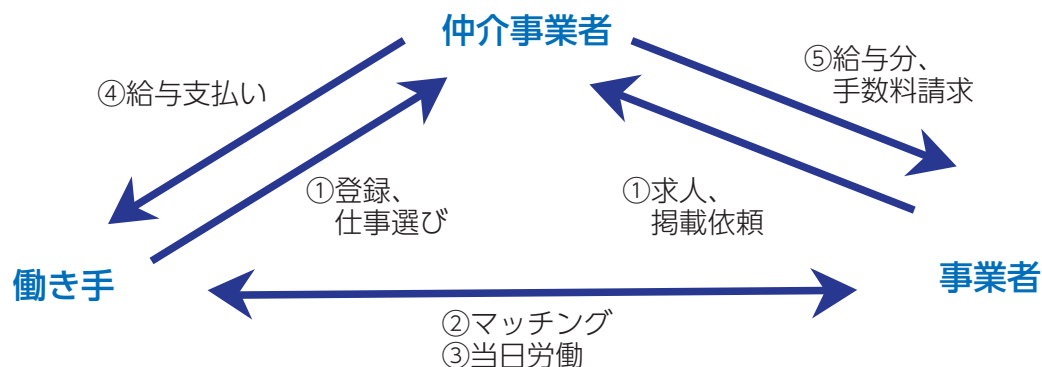 仲介事業者
④給与支払い
⑤給与分、
手数料請求
①登録、
仕事選び
①求人、
掲載依頼
働き手
事業者
②マッチング
③当日労働